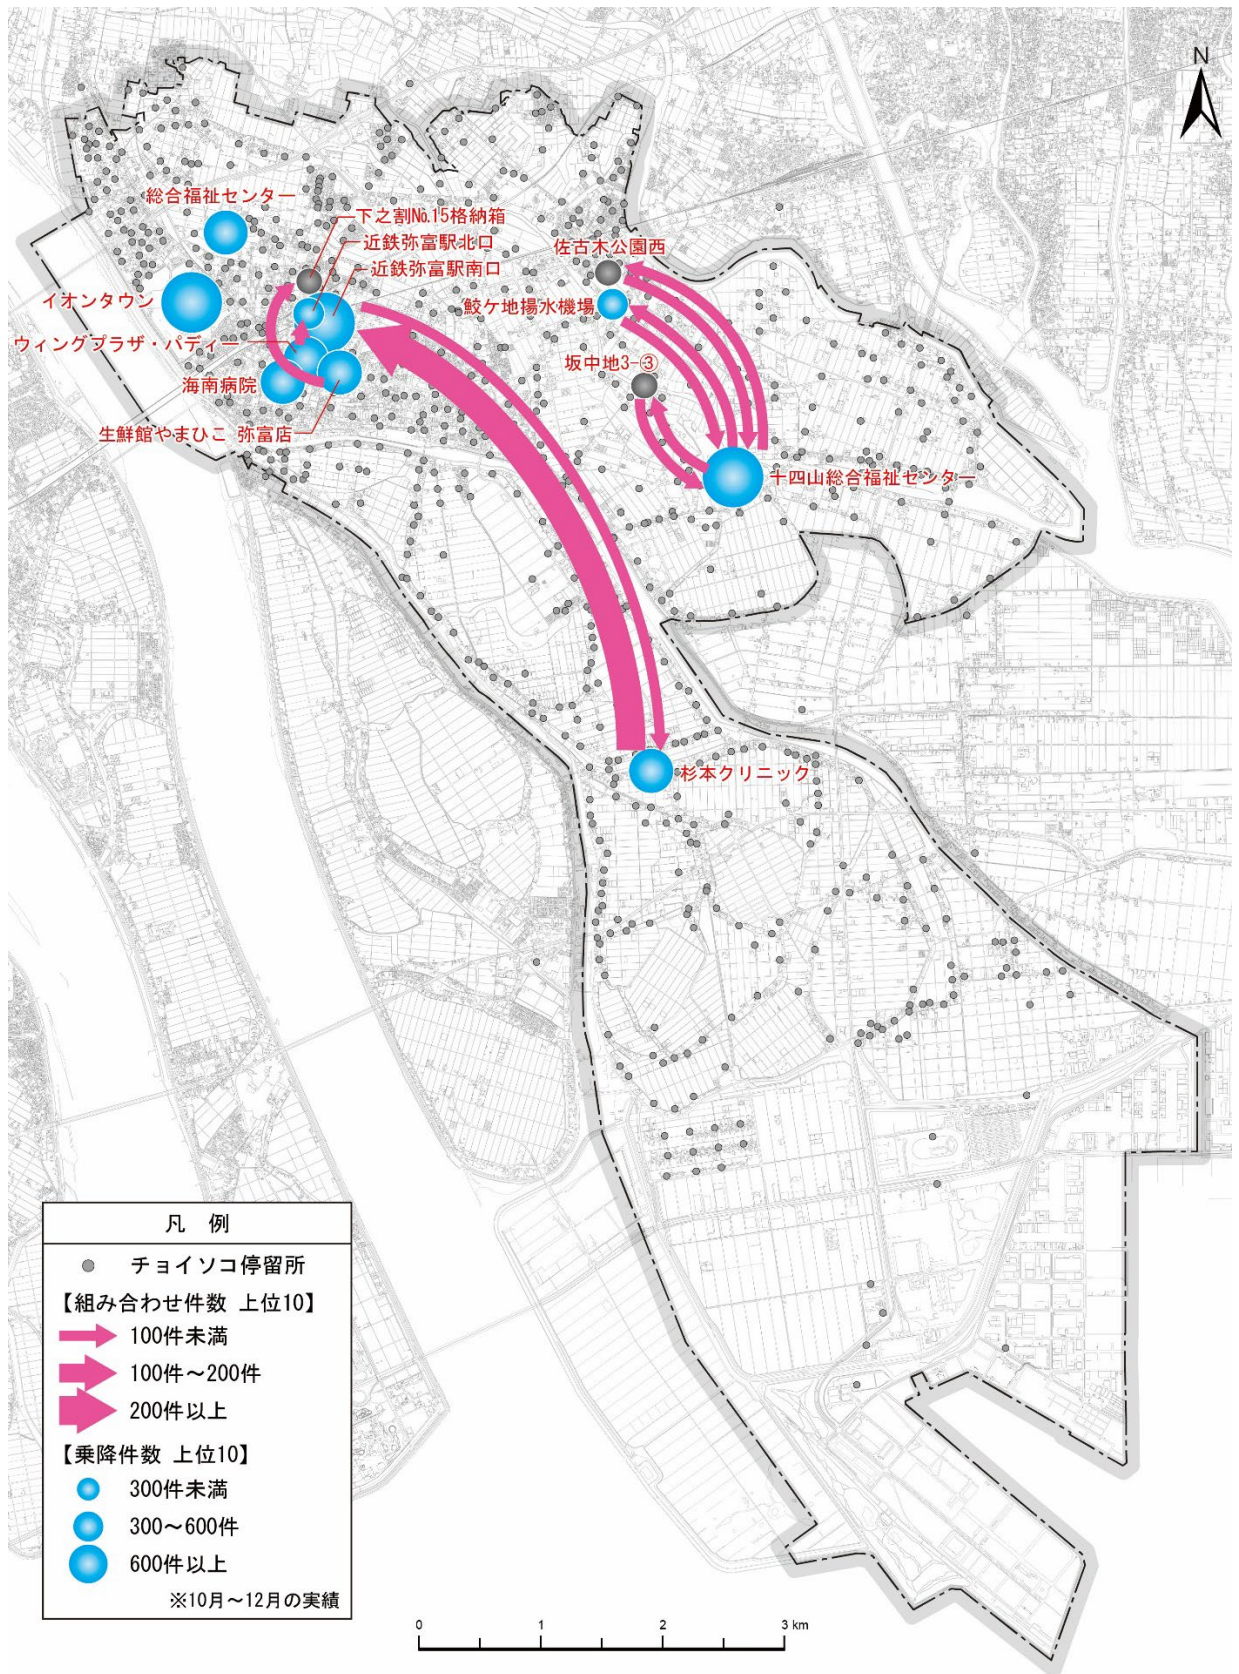 N
総合福祉センター
下之割No.15格納箱
近鉄弥富駅北口
近鉄弥富駅南口
佐古木公園西
イオンタウン
鮫ケ地揚水機場
ウィングプラザ・パディー
坂中地3-③
海南病院
生鮮館やまひこ 弥富店
十四山総合福祉センター
杉本クリニック
凡 例
チョイソコ停留所
【組み合わせ件数 上位10】
100件未満
100件～200件
200件以上
【乗降件数 上位10】
300件未満
300～600件
600件以上
※10月～12月の実績
0 1 2 3 km